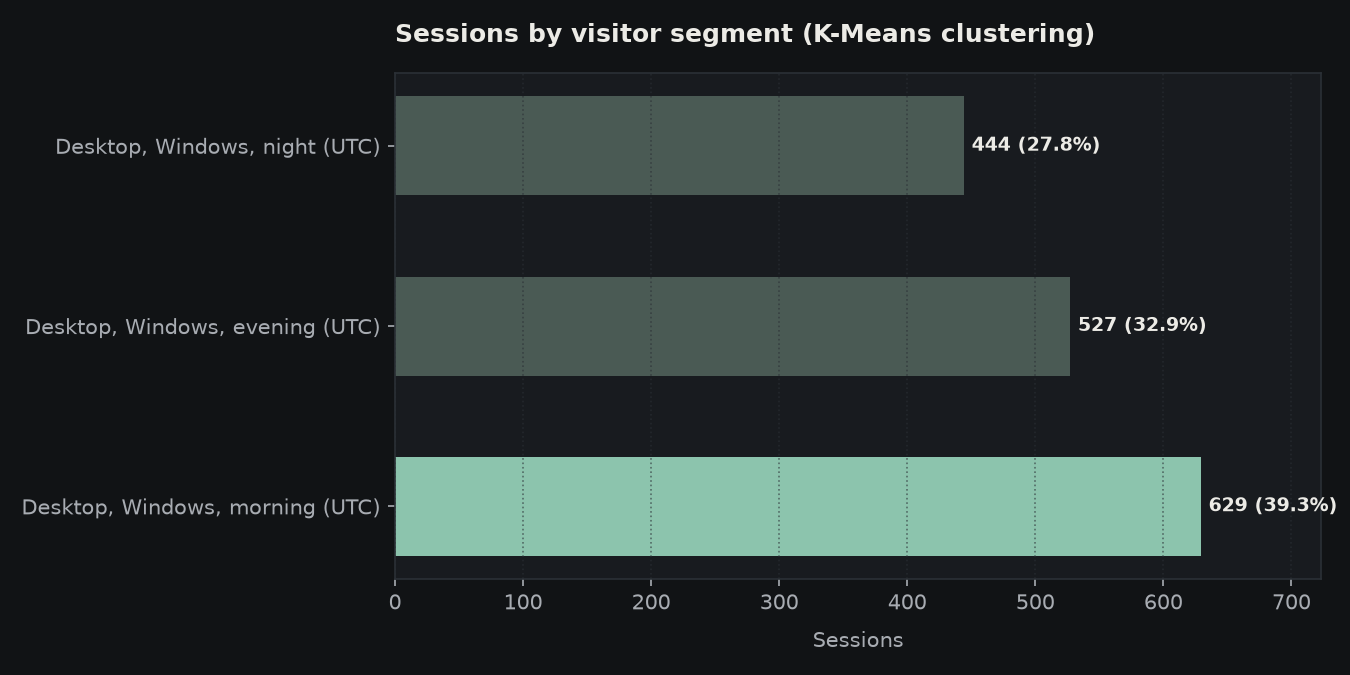 Sessions by visitor segment (K-Means clustering)
Desktop, Windows, night (UTC)
444 (27.8%)
Desktop, Windows, evening (UTC)
527 (32.9%)
Desktop, Windows, morning (UTC)
629 (39.3%)
0 100 200 300 400 500 600 700
Sessions